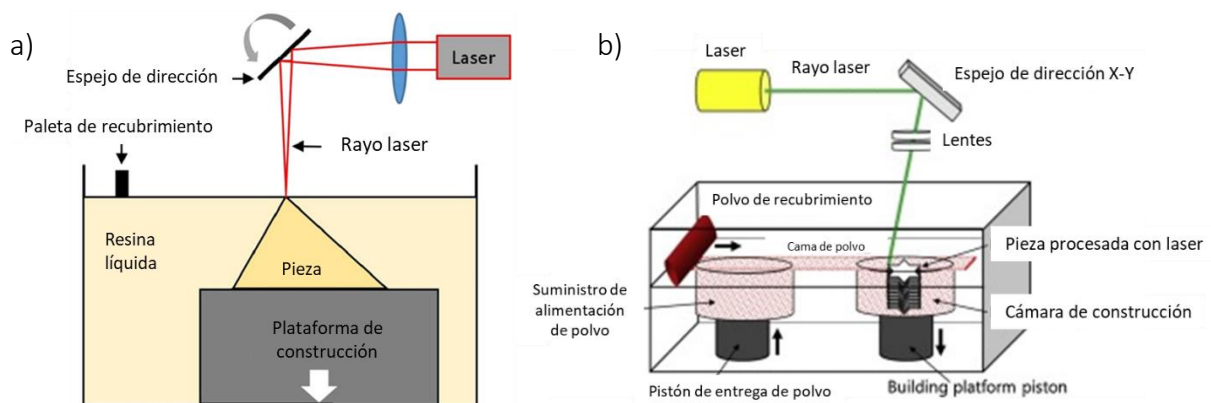 a)
Laser
Espejo de dirección
Paleta de recubrimiento
Rayo laser
Resina
líquida
Pieza
Plataforma de
construcción
b)
Laser
Rayo laser
Espejo de dirección X-Y
Lentes
Polvo de recubrimiento
Cama de polvo
Pieza procesada con laser
Suministro de
alimentación
de polvo
Cámara de construcción
Pistón de entrega de polvo
Building platform piston